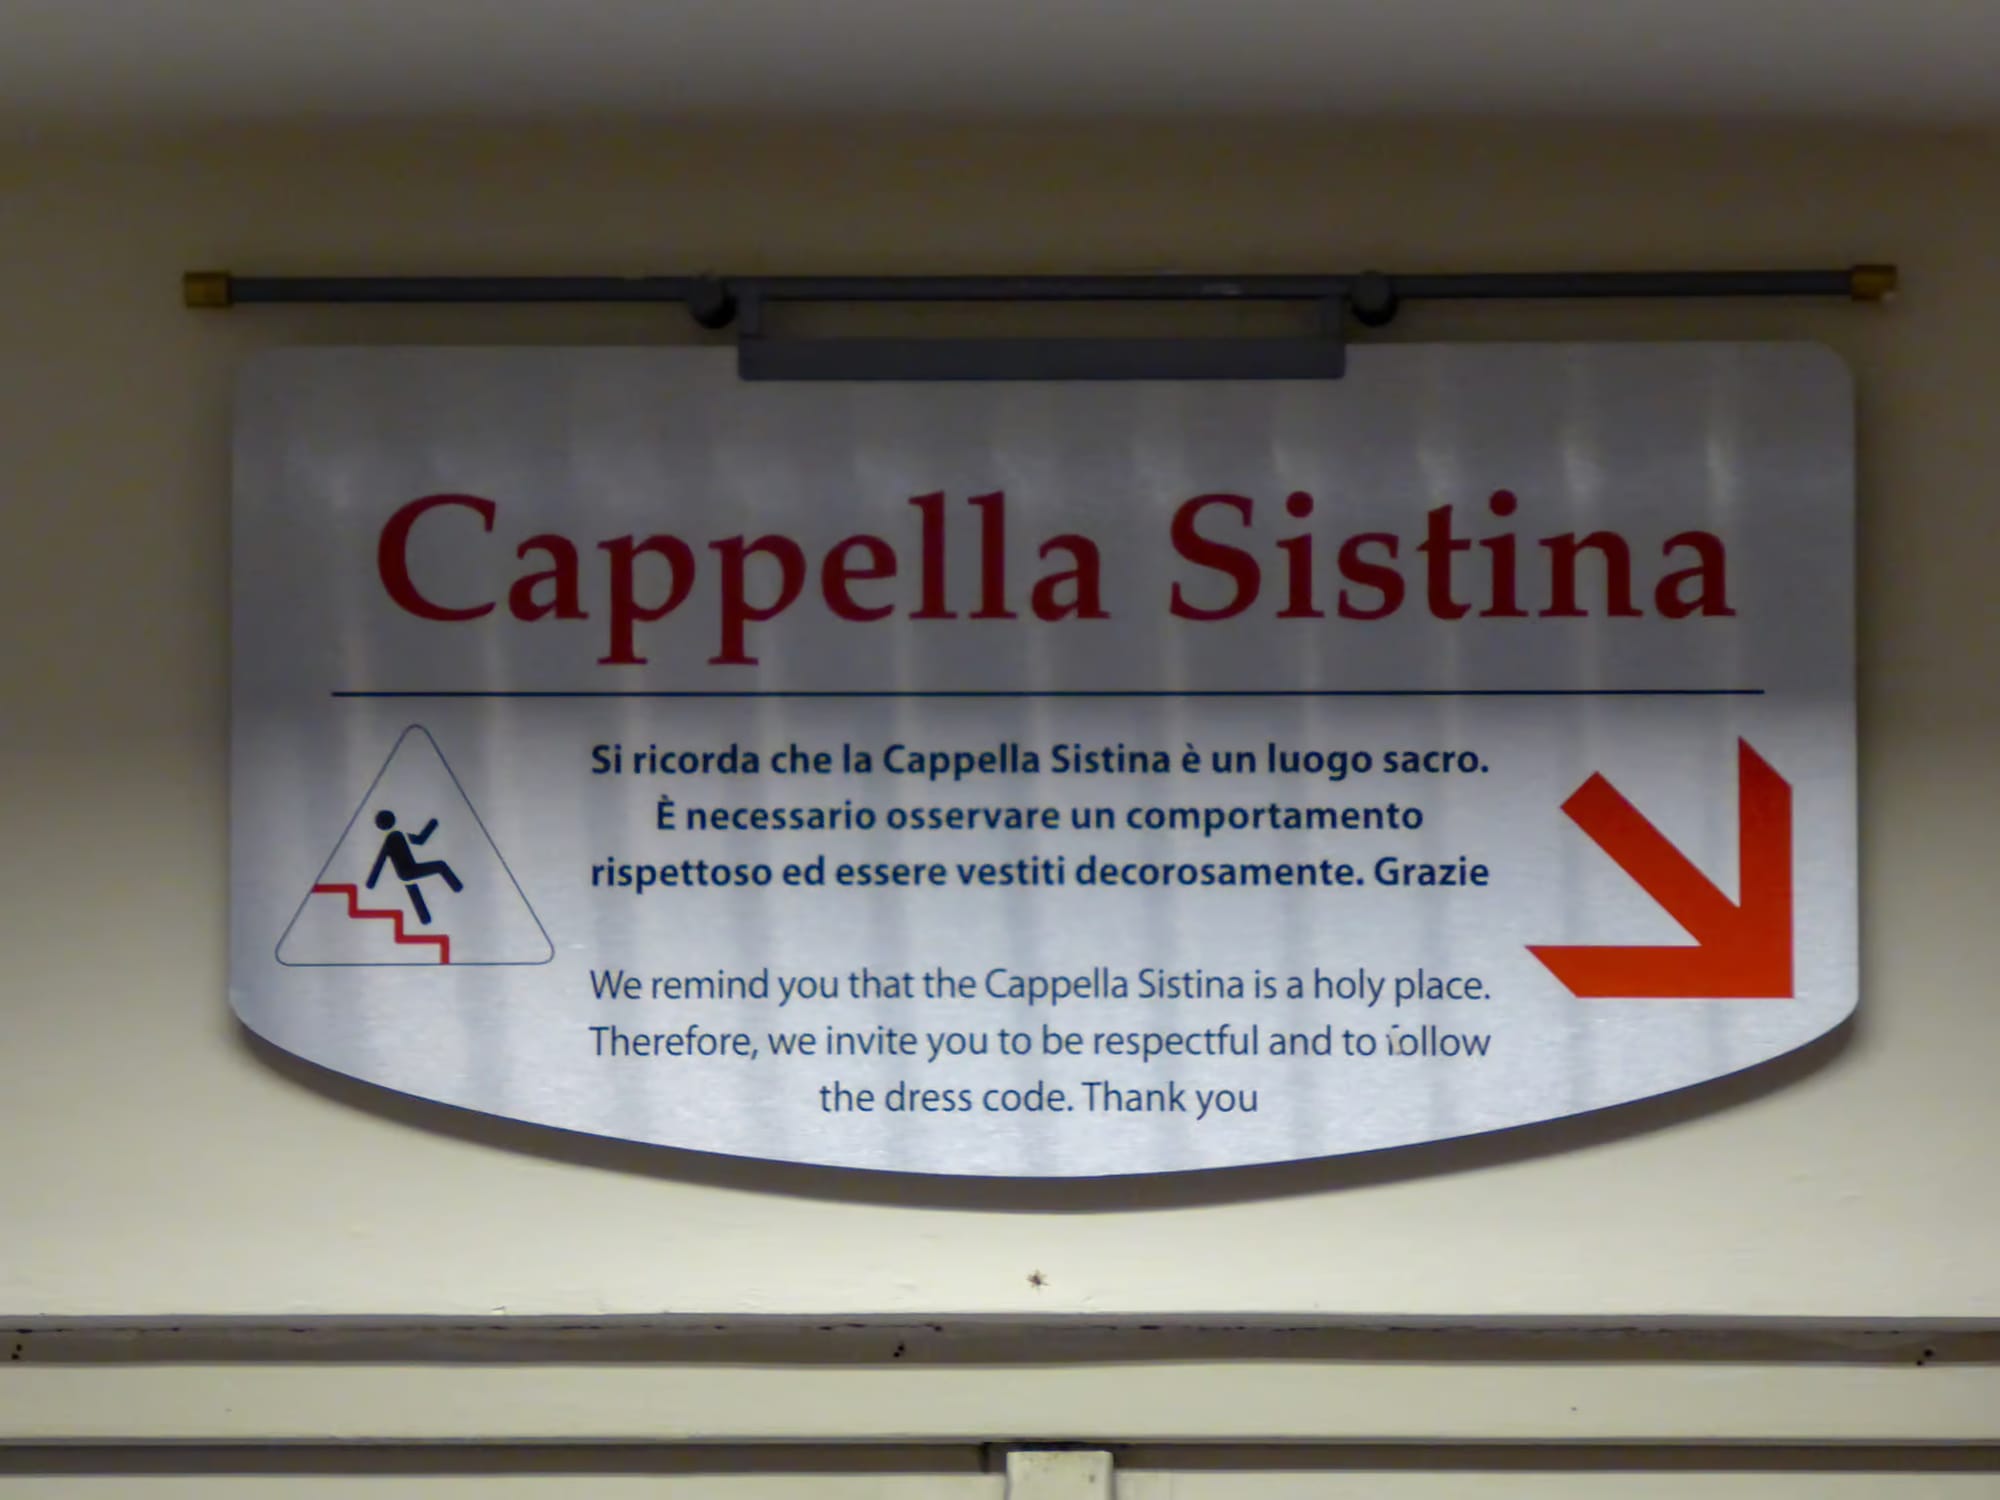 Cappella Sistina
Si ricorda che la Cappella Sistina è un luogo sacro.
È necessario osservare un comportamento
rispettoso ed essere vestiti decorosamente. Grazie
We remind you that the Cappella Sistina is a holy place.
Therefore, we invite you to be respectful and to follow
the dress code. Thank you